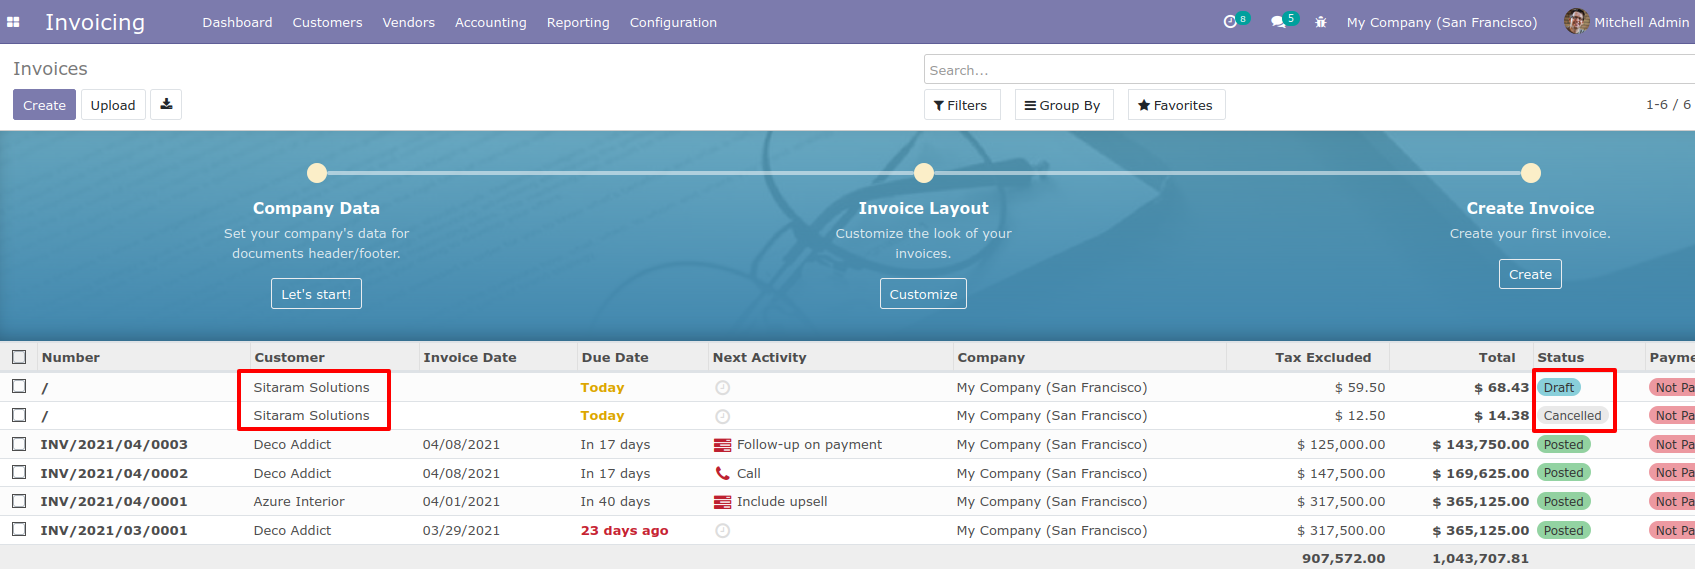 Invoicing Dashboard Customers Vendors Accounting Reporting Configuration 8 5 My Company (San Francisco) Mitchell Admin
Invoices
Search...
Create Upload Filters Group By Favorites 1-6 / 6
Company Data Invoice Layout Create Invoice
Set your company's data for Customize the look of your Create your first invoice.
documents header/footer. invoices.
Let's start! Customize Create
Number Customer Invoice Date Due Date Next Activity Company Tax Excluded Total Status Payme
/ Sitaram Solutions Today My Company (San Francisco) $ 59.50 $ 68.43 Draft Not Pa
/ Sitaram Solutions Today My Company (San Francisco) $ 12.50 $ 14.38 Cancelled Not Pa
INV/2021/04/0003 Deco Addict 04/08/2021 In 17 days Follow-up on payment My Company (San Francisco) $ 125,000.00 $ 143,750.00 Posted Not Pa
INV/2021/04/0002 Deco Addict 04/08/2021 In 17 days Call My Company (San Francisco) $ 147,500.00 $ 169,625.00 Posted Not Pa
INV/2021/04/0001 Azure Interior 04/01/2021 In 40 days Include upsell My Company (San Francisco) $ 317,500.00 $ 365,125.00 Posted Not Pa
INV/2021/03/0001 Deco Addict 03/29/2021 23 days ago My Company (San Francisco) $ 317,500.00 $ 365,125.00 Posted Not Pa
907,572.00 1,043,707.81